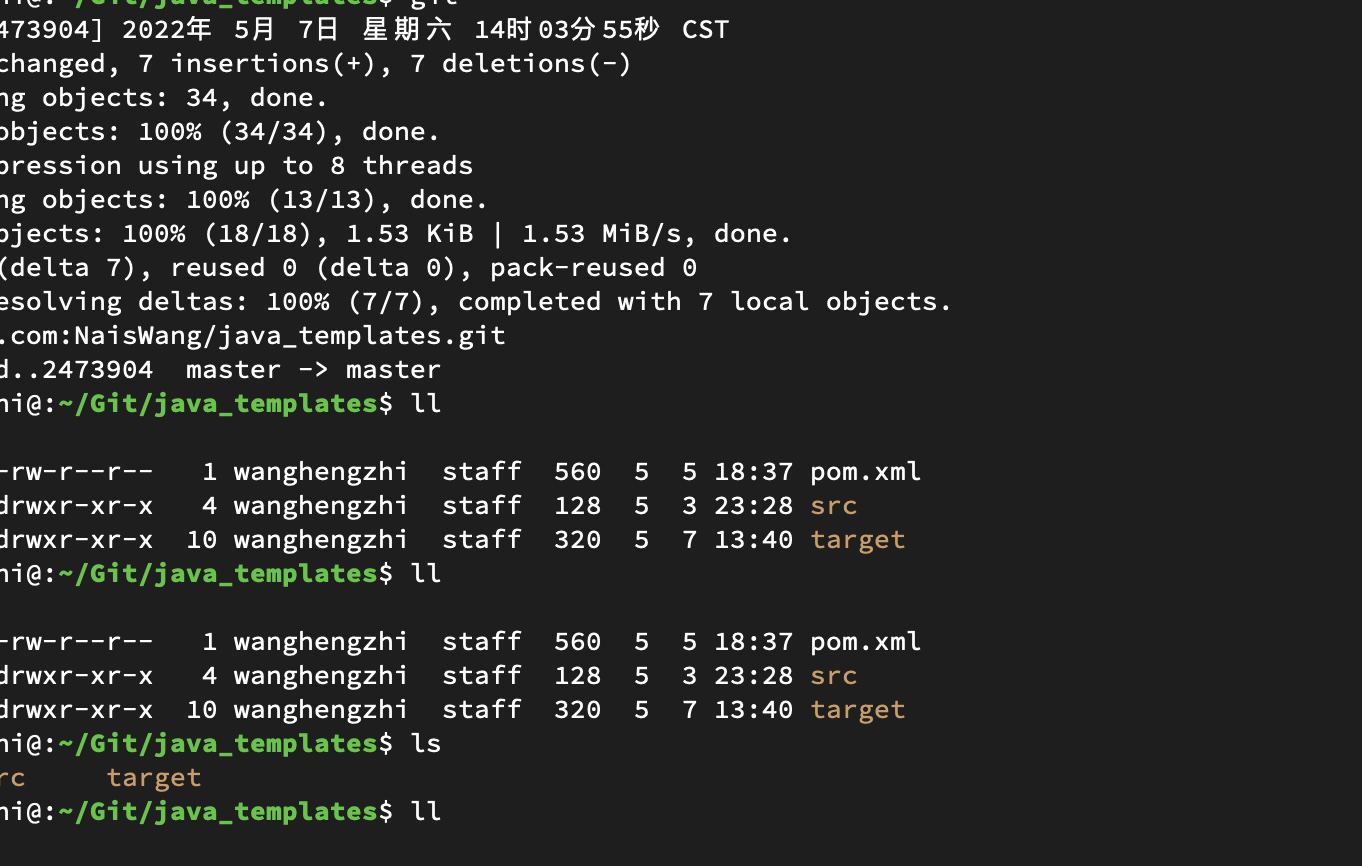 /Git/java_templates$ git
473904] 2022年 5月 7日 星期六 14时03分55秒 CST
changed, 7 insertions(+), 7 deletions(-)
ng objects: 34, done.
objects: 100% (34/34), done.
pression using up to 8 threads
ng objects: 100% (13/13), done.
bjects: 100% (18/18), 1.53 KiB | 1.53 MiB/s, done.
(delta 7), reused 0 (delta 0), pack-reused 0
esolving deltas: 100% (7/7), completed with 7 local objects.
.com:NaisWang/java_templates.git
d..2473904  master -> master
hi@:~/Git/java_templates$ ll
-rw-r--r--   1 wanghengzhi  staff  560  5  5 18:37 pom.xml
drwxr-xr-x   4 wanghengzhi  staff  128  5  3 23:28 src
drwxr-xr-x  10 wanghengzhi  staff  320  5  7 13:40 target
hi@:~/Git/java_templates$ ll
-rw-r--r--   1 wanghengzhi  staff  560  5  5 18:37 pom.xml
drwxr-xr-x   4 wanghengzhi  staff  128  5  3 23:28 src
drwxr-xr-x  10 wanghengzhi  staff  320  5  7 13:40 target
hi@:~/Git/java_templates$ ls
rc     target
hi@:~/Git/java_templates$ ll